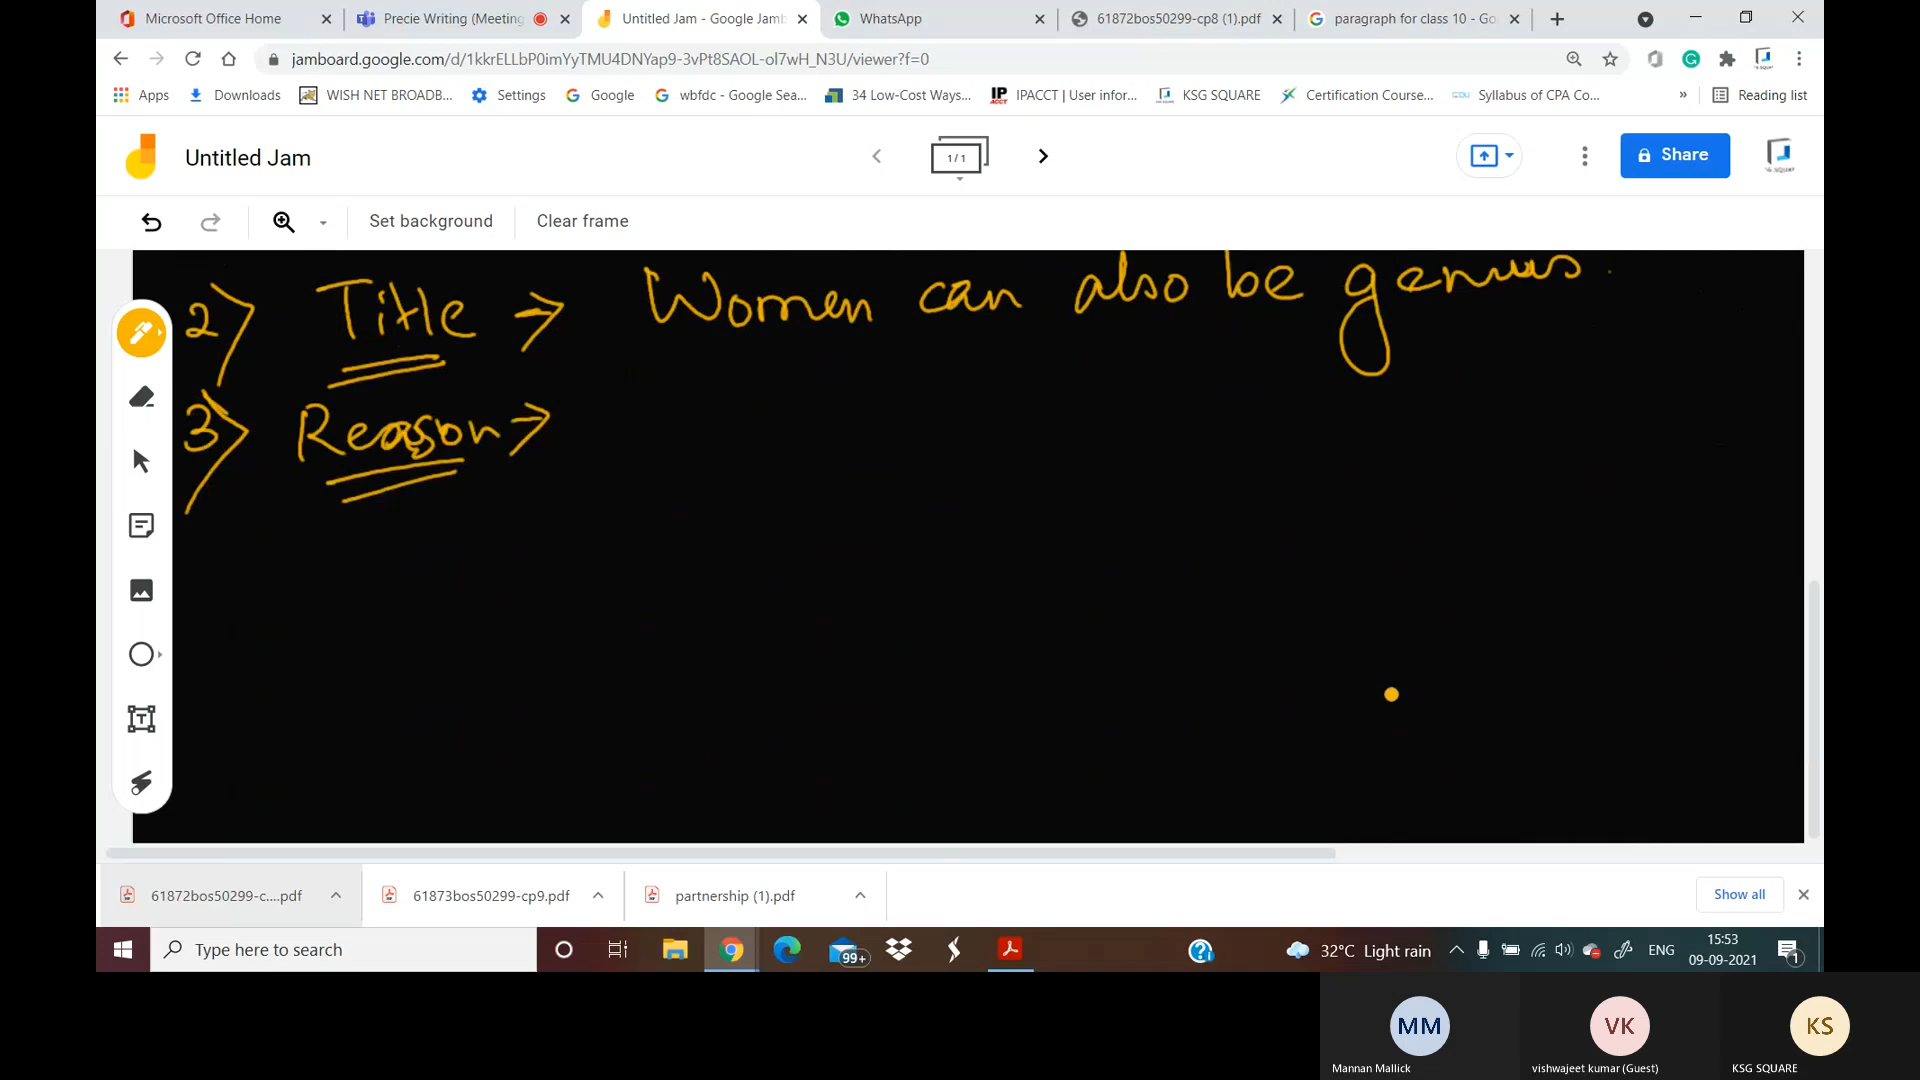 Microsoft Office Home
Precie Writing (Meeting
Untitled Jam - Google Jamb
WhatsApp
61872bos50299-cp8 (1).pdf
paragraph for class 10 - Go
jamboard.google.com/d/1kkrELLbP0imYyTMU4DNYap9-3vPt8SAOL-ol7wH_N3U/viewer?f=0
Apps
Downloads
WISH NET BROADB...
Settings
Google
wbfdc - Google Sea...
34 Low-Cost Ways...
IPACCT | User infor...
KSG SQUARE
Certification Course...
Syllabus of CPA Co...
»
Reading list
Untitled Jam
1 / 1
Share
Set background
Clear frame
2) Title → Women can also be genius.
3) Reason →
61872bos50299-c....pdf
61873bos50299-cp9.pdf
partnership (1).pdf
Show all
Type here to search
99+
32°C Light rain
ENG
15:53
09-09-2021
1
MM
VK
KS
Mannan Mallick
vishwajeet kumar (Guest)
KSG SQUARE